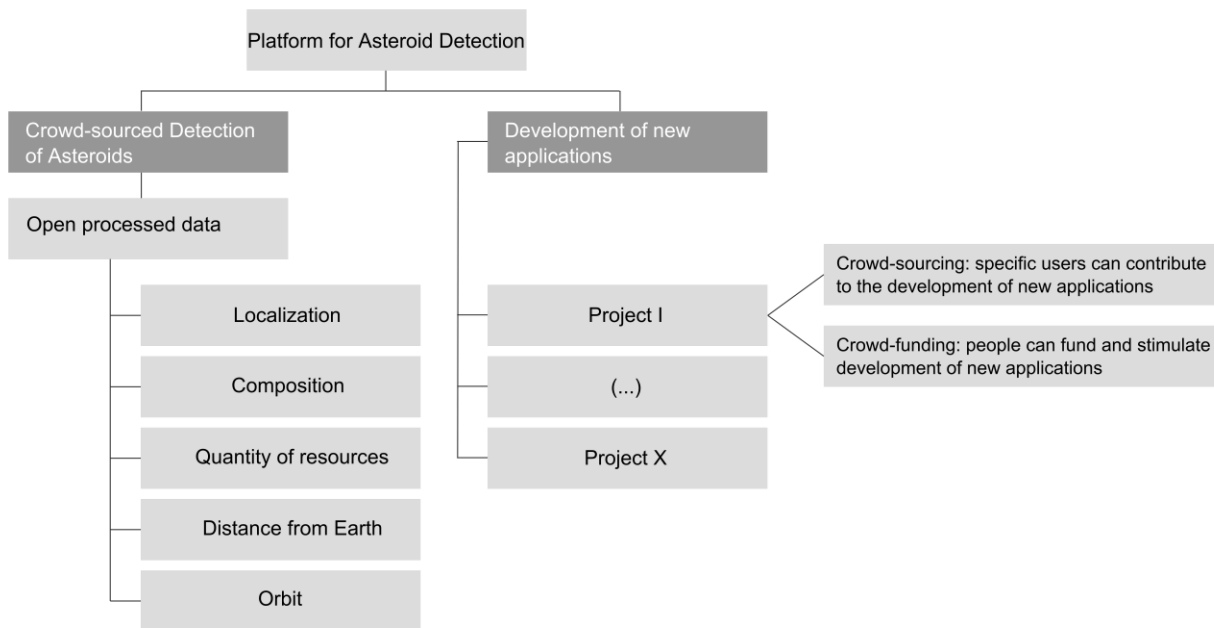 Platform for Asteroid Detection
Crowd-sourced Detection
of Asteroids
Open processed data
Localization
Composition
Quantity of resources
Distance from Earth
Orbit
Development of new
applications
Project I
(...)
Project X
Crowd-sourcing: specific users can contribute
to the development of new applications
Crowd-funding: people can fund and stimulate
development of new applications